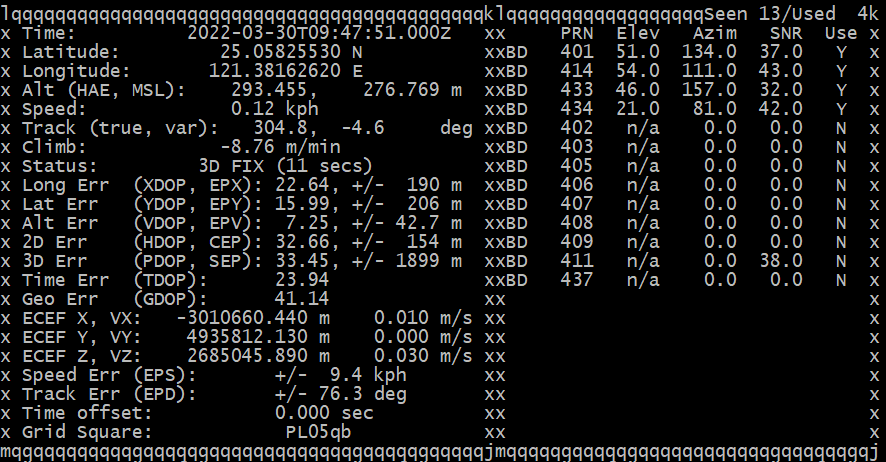 lqqqqqqqqqqqqqqqqqqqqqqqqqqqqqqqqqqqqqqqqqqklqqqqqqqqqqqqqqqqqqSeen 13/Used  4k
x Time:          2022-03-30T09:47:51.000Z   xx     PRN  Elev   Azim   SNR  Use x
x Latitude:         25.05825530 N           xxBD   401  51.0  134.0  37.0   Y  x
x Longitude:       121.38162620 E           xxBD   414  54.0  111.0  43.0   Y  x
x Alt (HAE, MSL):    293.455,    276.769 m  xxBD   433  46.0  157.0  32.0   Y  x
x Speed:             0.12 kph               xxBD   434  21.0   81.0  42.0   Y  x
x Track (true, var):   304.8,  -4.6     deg xxBD   402   n/a    0.0   0.0   N  x
x Climb:            -8.76 m/min             xxBD   403   n/a    0.0   0.0   N  x
x Status:         3D FIX (11 secs)          xxBD   405   n/a    0.0   0.0   N  x
x Long Err  (XDOP, EPX): 22.64, +/-  190 m  xxBD   406   n/a    0.0   0.0   N  x
x Lat Err   (YDOP, EPY): 15.99, +/-  206 m  xxBD   407   n/a    0.0   0.0   N  x
x Alt Err   (VDOP, EPV):  7.25, +/- 42.7 m  xxBD   408   n/a    0.0   0.0   N  x
x 2D Err    (HDOP, CEP): 32.66, +/-  154 m  xxBD   409   n/a    0.0   0.0   N  x
x 3D Err    (PDOP, SEP): 33.45, +/- 1899 m  xxBD   411   n/a    0.0  38.0   N  x
x Time Err  (TDOP):      23.94              xxBD   437   n/a    0.0   0.0   N  x
x Geo Err   (GDOP):      41.14              xx                                 x
x ECEF X, VX:   -3010660.440 m    0.010 m/s xx                                 x
x ECEF Y, VY:    4935812.130 m    0.000 m/s xx                                 x
x ECEF Z, VZ:    2685045.890 m    0.030 m/s xx                                 x
x Speed Err (EPS):       +/-  9.4 kph       xx                                 x
x Track Err (EPD):       +/- 76.3 deg       xx                                 x
x Time offset:           0.000 sec          xx                                 x
x Grid Square:            PL05qb            xx                                 x
mqqqqqqqqqqqqqqqqqqqqqqqqqqqqqqqqqqqqqqqqqqjmqqqqqqqqqqqqqqqqqqqqqqqqqqqqqqqqqj